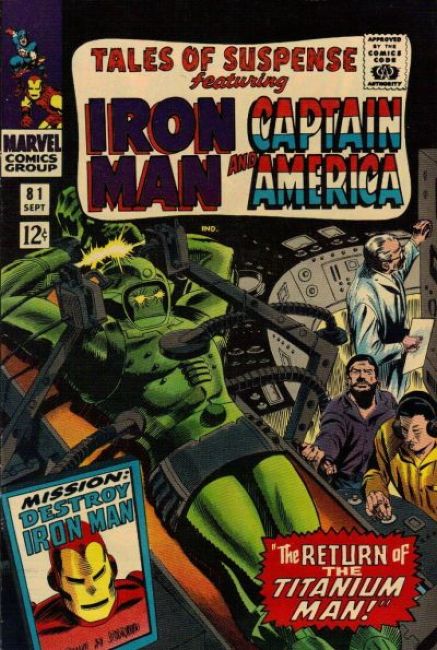 TALES OF SUSPENSE
featuring
IRON MAN
AND
CAPTAIN AMERICA
APPROVED
BY THE
COMICS
CODE
AUTHORITY
MARVEL
COMICS
GROUP
81
SEPT
12¢
IND.
MISSION:
DESTROY
IRON MAN
"The RETURN of
THE
TITANIUM
MAN!"